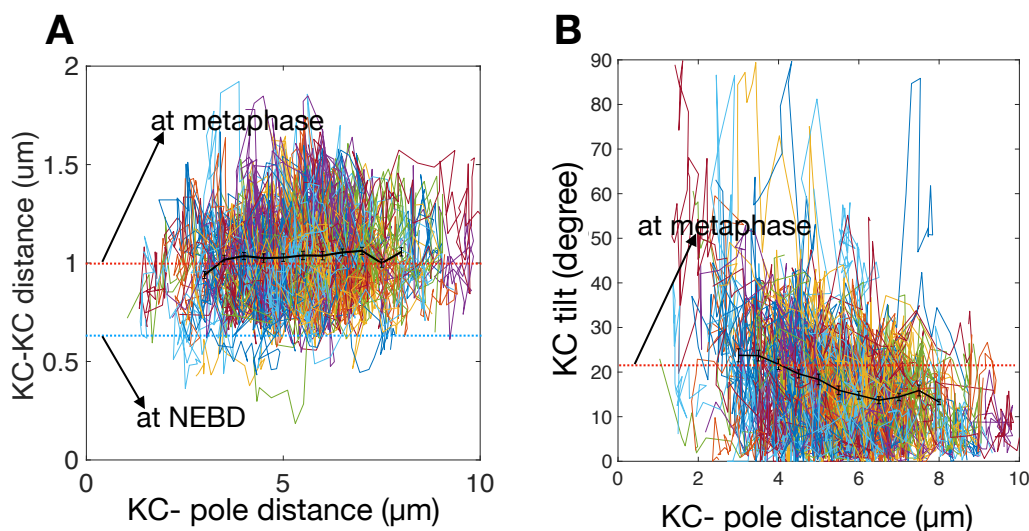 A
KC-KC distance (um)
2
1.5
1
0.5
0
at metaphase
at NEBD
0
5
10
KC- pole distance (μm)
B
KC tilt (degree)
90
80
70
60
50
40
30
20
10
0
at metaphase
0
2
4
6
8
10
KC- pole distance (μm)